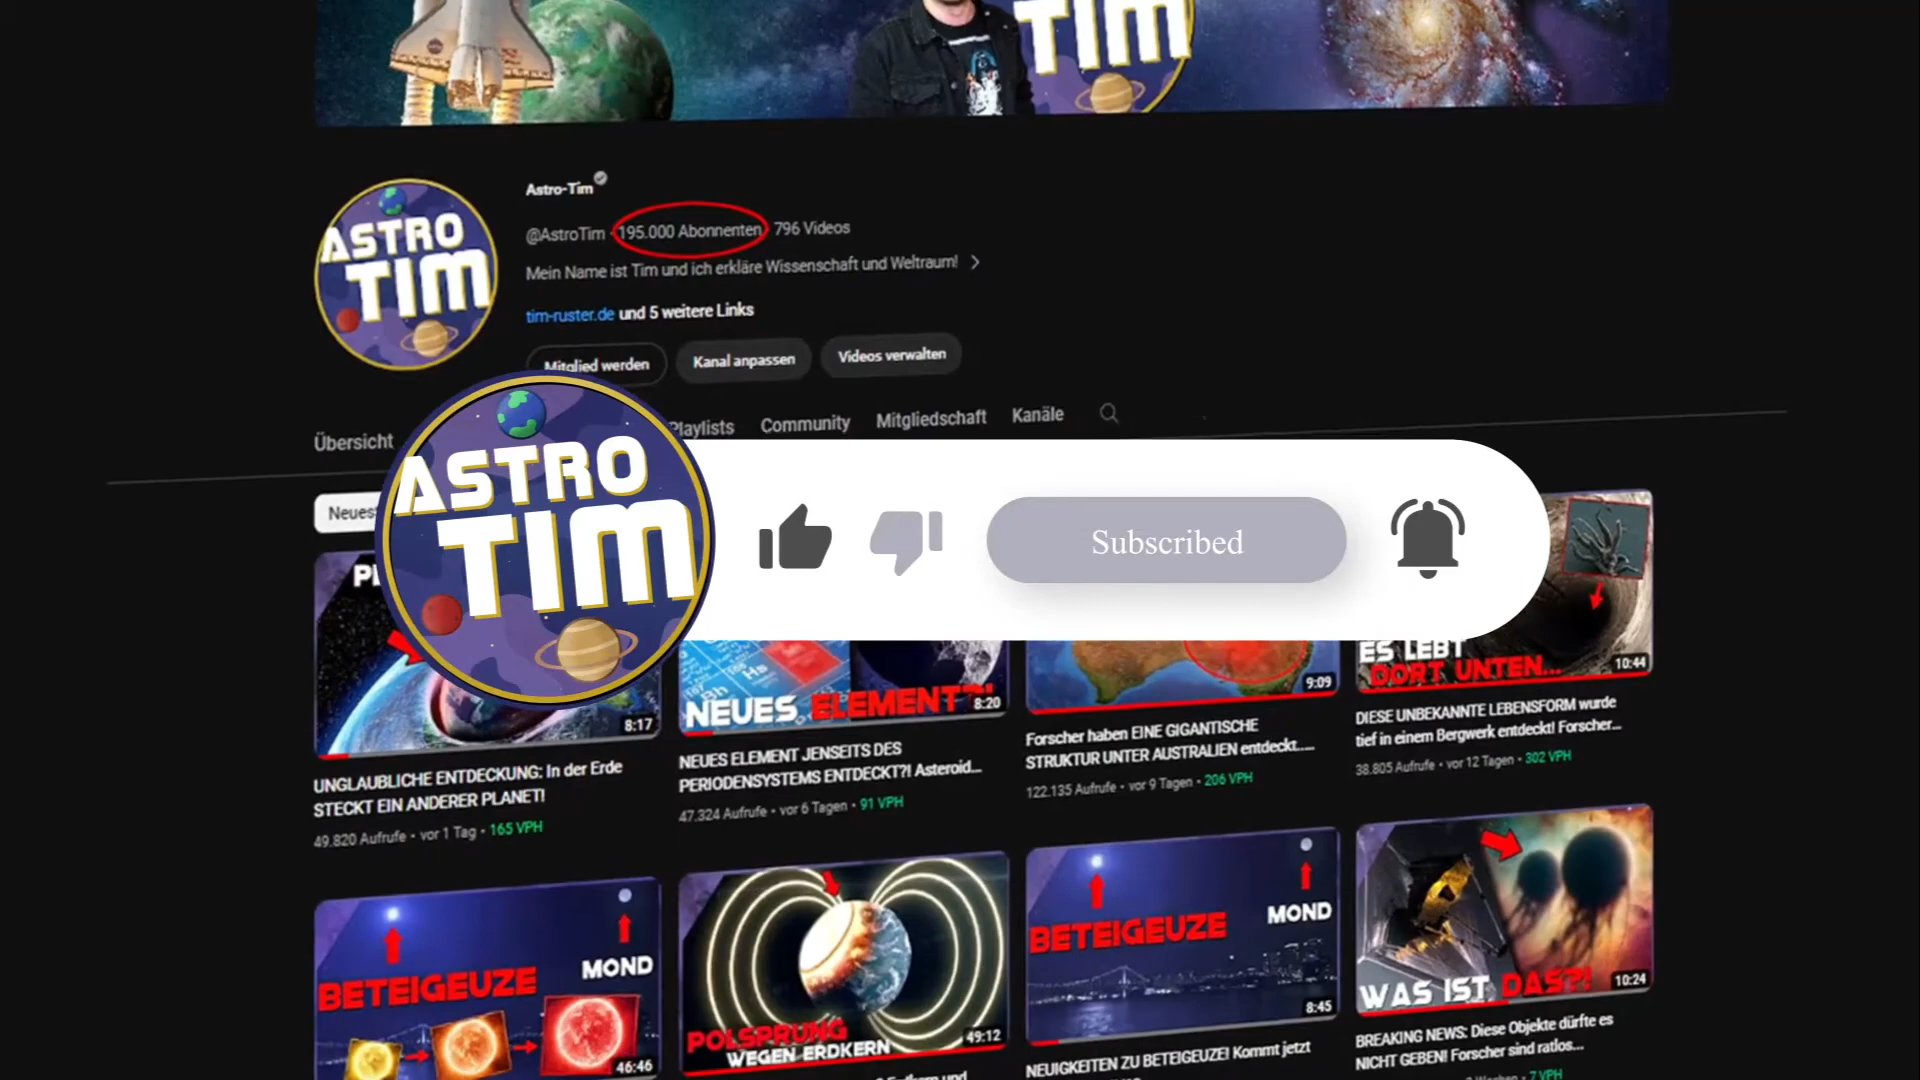 TIM
Astro-Tim
@AstroTim · 195.000 Abonnenten · 796 Videos
Mein Name ist Tim und ich erkläre Wissenschaft und Weltraum!
tim-ruster.de und 5 weitere Links
ASTRO
TIM
Mitglied werden
Kanal anpassen
Videos verwalten
Übersicht
Playlists
Community
Mitgliedschaft
Kanäle
ASTRO
TIM
Subscribed
8:17
Bh
Hs
NEUES ELEMENT?!
8:20
9:09
ES LEBT
DORT UNTEN...
10:44
UNGLAUBLICHE ENTDECKUNG: In der Erde
STECKT EIN ANDERER PLANET!
49.820 Aufrufe • vor 1 Tag • 165 VPH
NEUES ELEMENT JENSEITS DES
PERIODENSYSTEMS ENTDECKT?! Asteroid...
47.324 Aufrufe • vor 6 Tagen • 91 VPH
Forscher haben EINE GIGANTISCHE
STRUKTUR UNTER AUSTRALIEN entdeckt....
122.135 Aufrufe • vor 9 Tagen • 206 VPH
DIESE UNBEKANNTE LEBENSFORM wurde
tief in einem Bergwerk entdeckt! Forscher...
38.805 Aufrufe • vor 12 Tagen • 302 VPH
BETEIGEUZE
MOND
46:46
POLSPRUNG
WEGEN ERDKERN
49:12
BETEIGEUZE
MOND
8:45
WAS IST DAS?!
10:24
NEUIGKEITEN ZU BETEIGEUZE! Kommt jetzt
BREAKING NEWS: Diese Objekte dürfte es
NICHT GEBEN! Forscher sind ratlos...
7 VPH